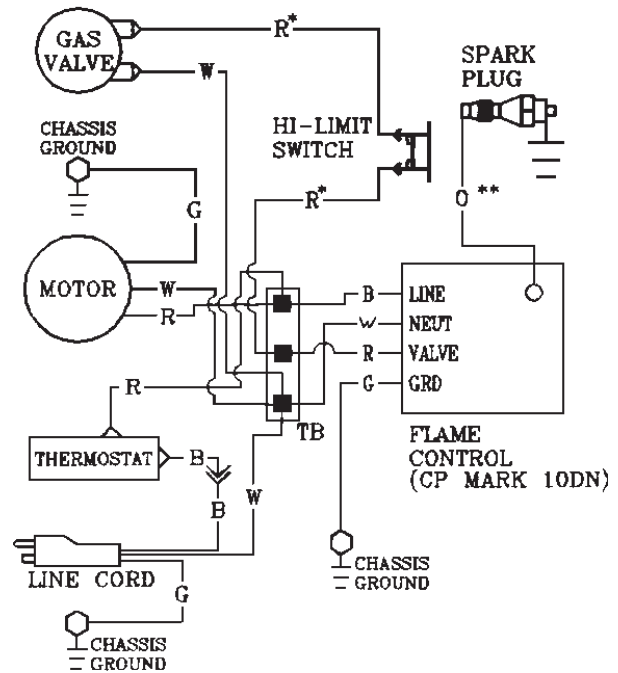 GAS
VALVE
R*
W
SPARK
PLUG
CHASSIS
GROUND
HI-LIMIT
SWITCH
G
R*
O **
MOTOR
W
R
B
LINE
W
NEUT
R
VALVE
G
GRD
R
TB
THERMOSTAT
B
FLAME
CONTROL
(CP MARK 10DN)
W
B
LINE CORD
G
CHASSIS
GROUND
CHASSIS
GROUND